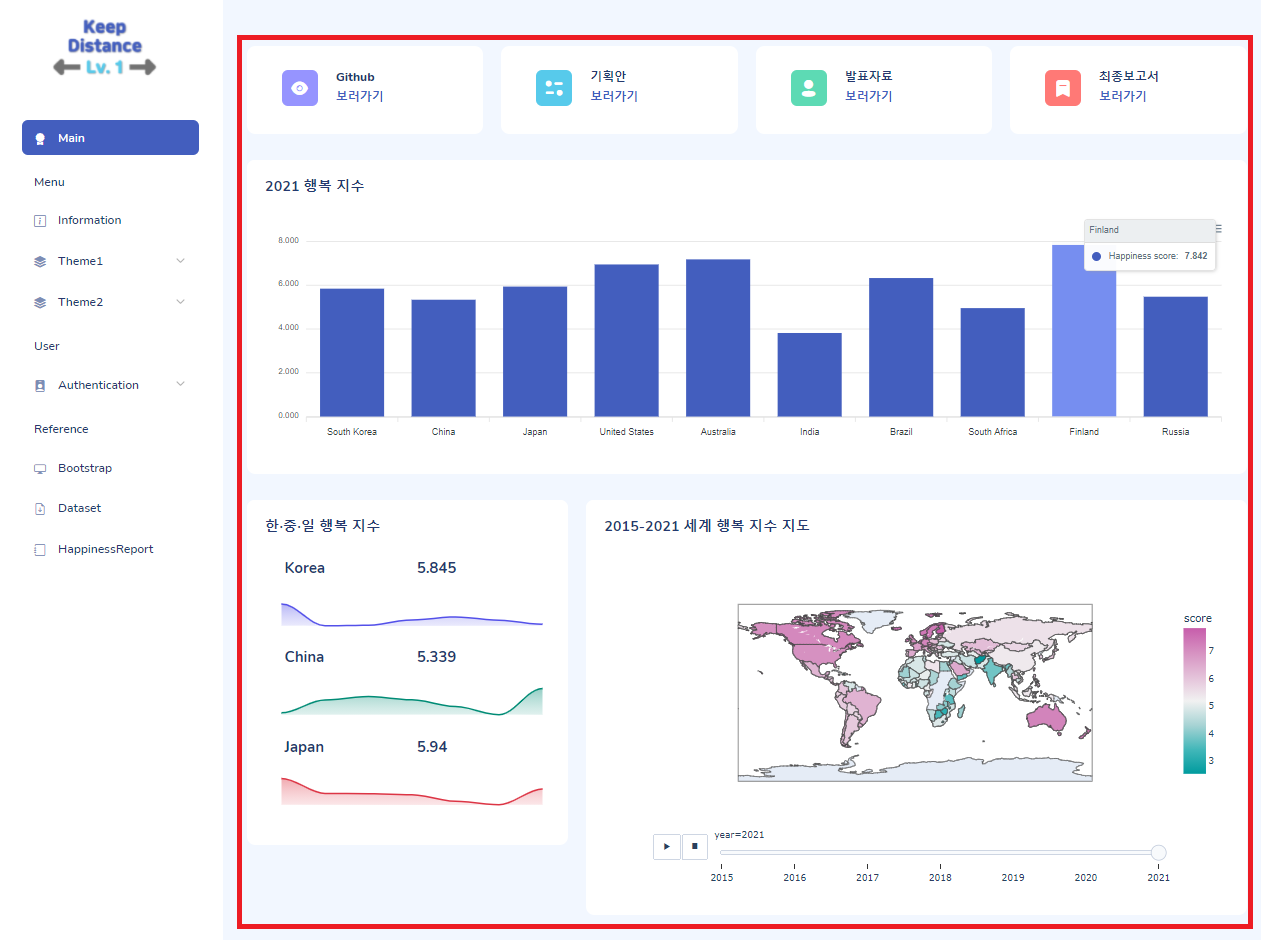 Keep
Distance
Lv. 1
Main
Menu
Information
Theme1
Theme2
User
Authentication
Reference
Bootstrap
Dataset
HappinessReport
Github
보러가기
기획안
보러가기
발표자료
보러가기
최종보고서
보러가기
2021 행복 지수
Finland
Happiness score: 7.842
8.000
6.000
4.000
2.000
0.000
South Korea
China
Japan
United States
Australia
India
Brazil
South Africa
Finland
Russia
한·중·일 행복 지수
Korea 5.845
China 5.339
Japan 5.94
2015-2021 세계 행복 지수 지도
score
7
6
5
4
3
year=2021
2015 2016 2017 2018 2019 2020 2021